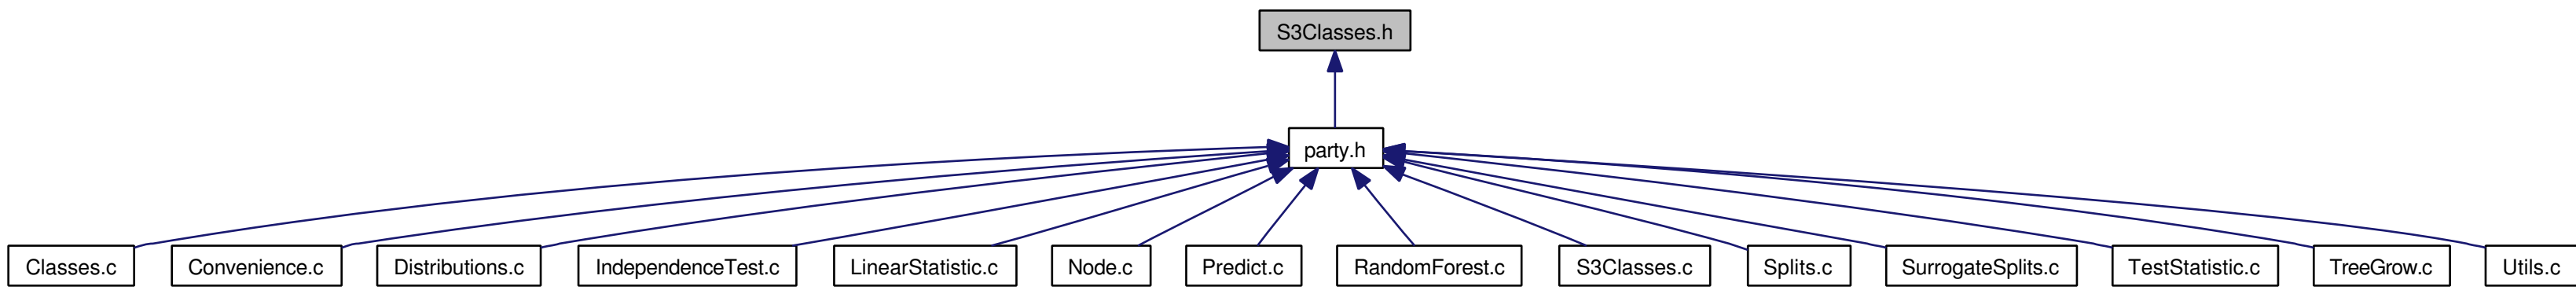 S3Classes.h
party.h
Classes.c
Convenience.c
Distributions.c
IndependenceTest.c
LinearStatistic.c
Node.c
Predict.c
RandomForest.c
S3Classes.c
Splits.c
SurrogateSplits.c
TestStatistic.c
TreeGrow.c
Utils.c